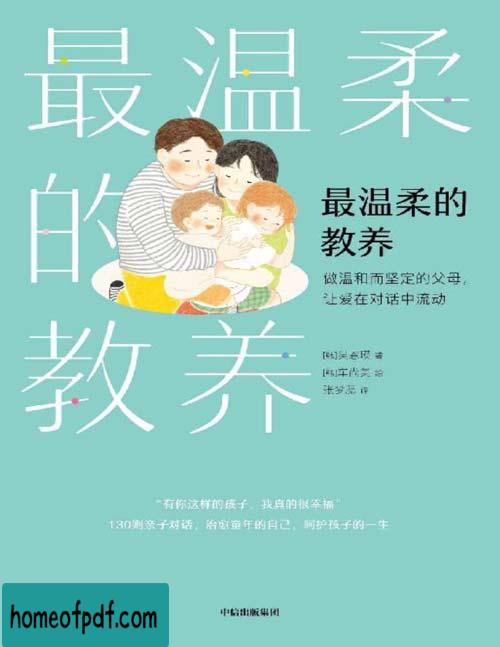 最温柔
的
教养
最温柔的
教养
做温和而坚定的父母,
让爱在对话中流动
[韩]吴恩瑛 著
[韩]车尚美 绘
张梦蕊 译
“有你这样的孩子,我真的很幸福”
130则亲子对话,治愈童年的自己,呵护孩子的一生
homeofpdf.com
中信出版集团